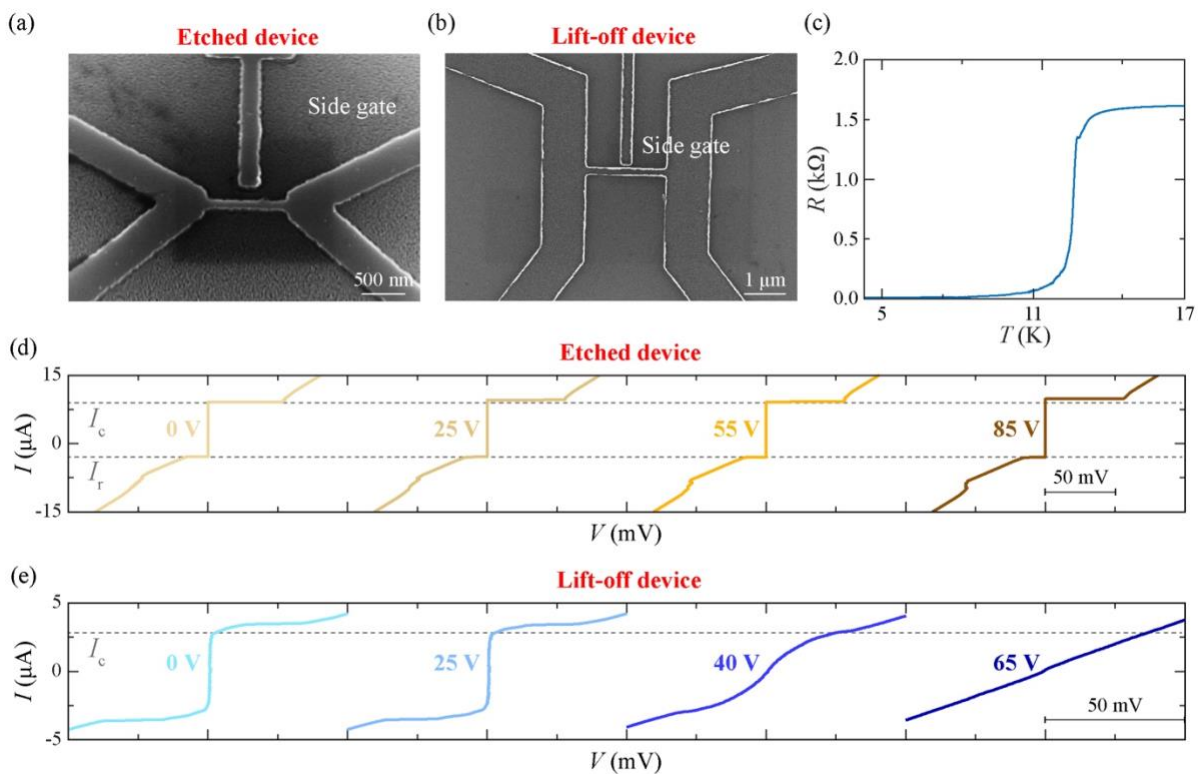 (a)
Etched device
Side gate
500 nm
(b)
Lift-off device
Side gate
1 μm
(c)
2.0
1.5
1.0
0.5
0.0
R (kΩ)
5
11
17
T (K)
(d)
Etched device
15
0
-15
I (μA)
Ic
Ir
0 V
25 V
55 V
85 V
50 mV
V (mV)
(e)
Lift-off device
5
0
-5
I (μA)
Ic
0 V
25 V
40 V
65 V
50 mV
V (mV)